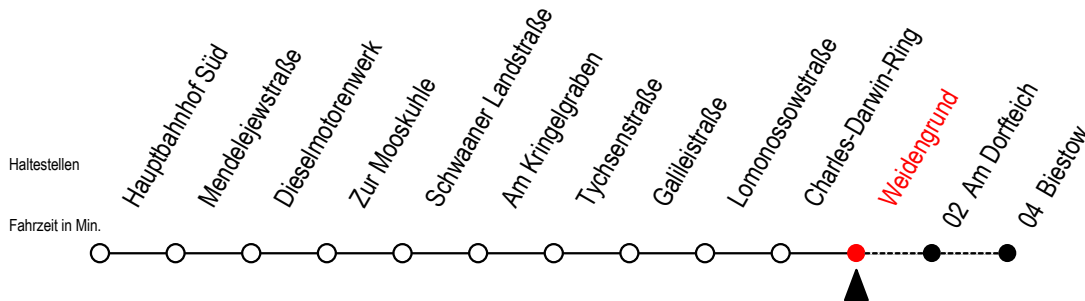 Haltestellen
Fahrzeit in Min.
Hauptbahnhof Süd
Mendelejewstraße
Dieselmotorenwerk
Zur Mooskuhle
Schwaaner Landstraße
Am Kringelgraben
Tychsenstraße
Galileistraße
Lomonossowstraße
Charles-Darwin-Ring
Weidengrund
02 Am Dorfteich
04 Biestow